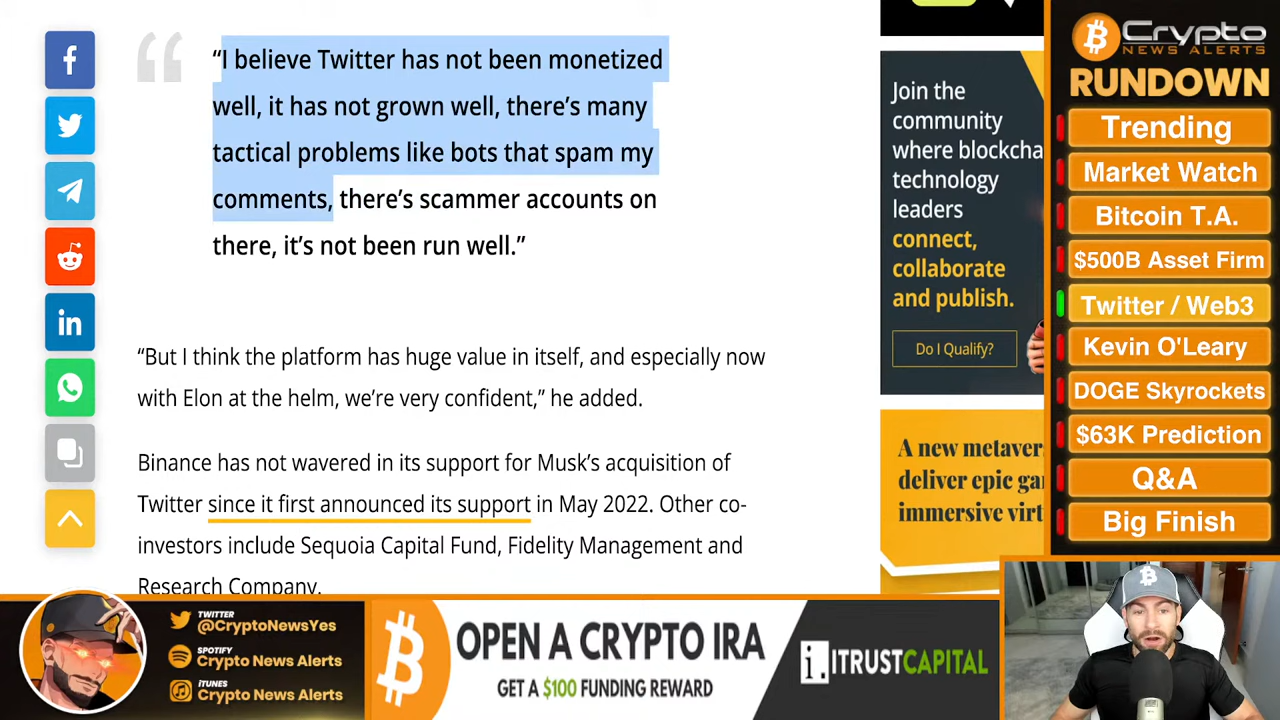 “I believe Twitter has not been monetized
well, it has not grown well, there’s many
tactical problems like bots that spam my
comments, there’s scammer accounts on
there, it’s not been run well.”
“But I think the platform has huge value in itself, and especially now
with Elon at the helm, we’re very confident,” he added.
Binance has not wavered in its support for Musk’s acquisition of
Twitter since it first announced its support in May 2022. Other co-
investors include Sequoia Capital Fund, Fidelity Management and
Research Company.
Join the
community
where blockcha
technology
leaders
connect,
collaborate
and publish.
Do I Qualify?
A new metaver
deliver epic ga
immersive virt
Crypto
NEWS ALERTS
RUNDOWN
Trending
Market Watch
Bitcoin T.A.
$500B Asset Firm
Twitter / Web3
Kevin O'Leary
DOGE Skyrockets
$63K Prediction
Q&A
Big Finish
TWITTER
@CryptoNewsYes
SPOTIFY
Crypto News Alerts
iTUNES
Crypto News Alerts
OPEN A CRYPTO IRA
GET A $100 FUNDING REWARD
i. ITRUSTCAPITAL